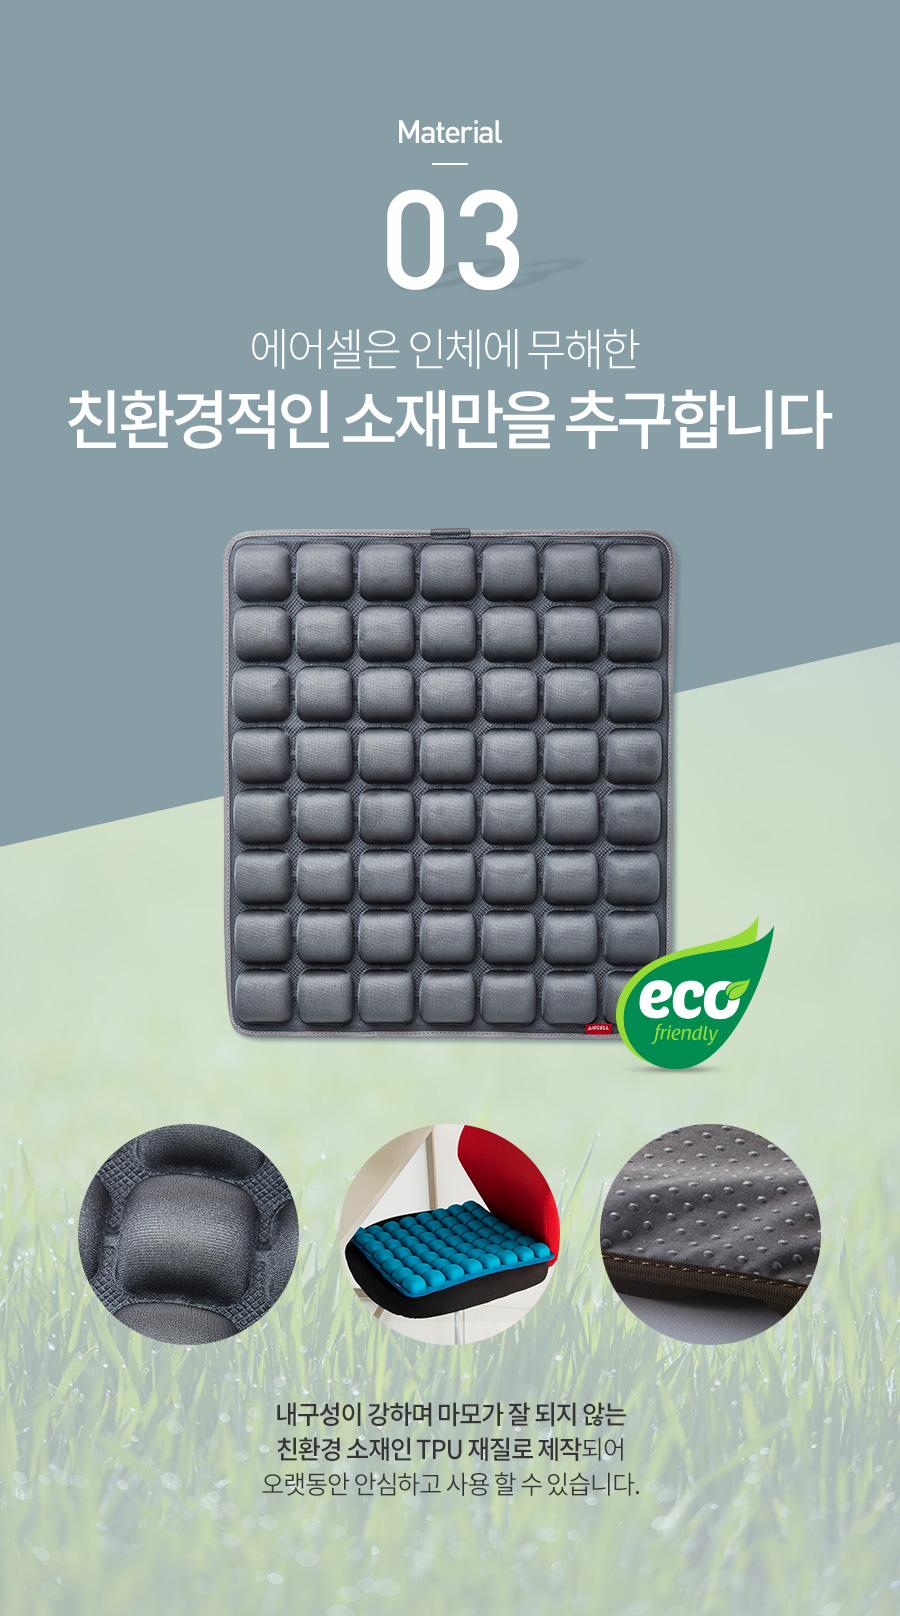 Material
03
에어셀은 인체에 무해한
친환경적인 소재만을 추구합니다
AIRCELL
eco
friendly
내구성이 강하며 마모가 잘 되지 않는
친환경 소재인 TPU 재질로 제작되어
오랫동안 안심하고 사용 할 수 있습니다.